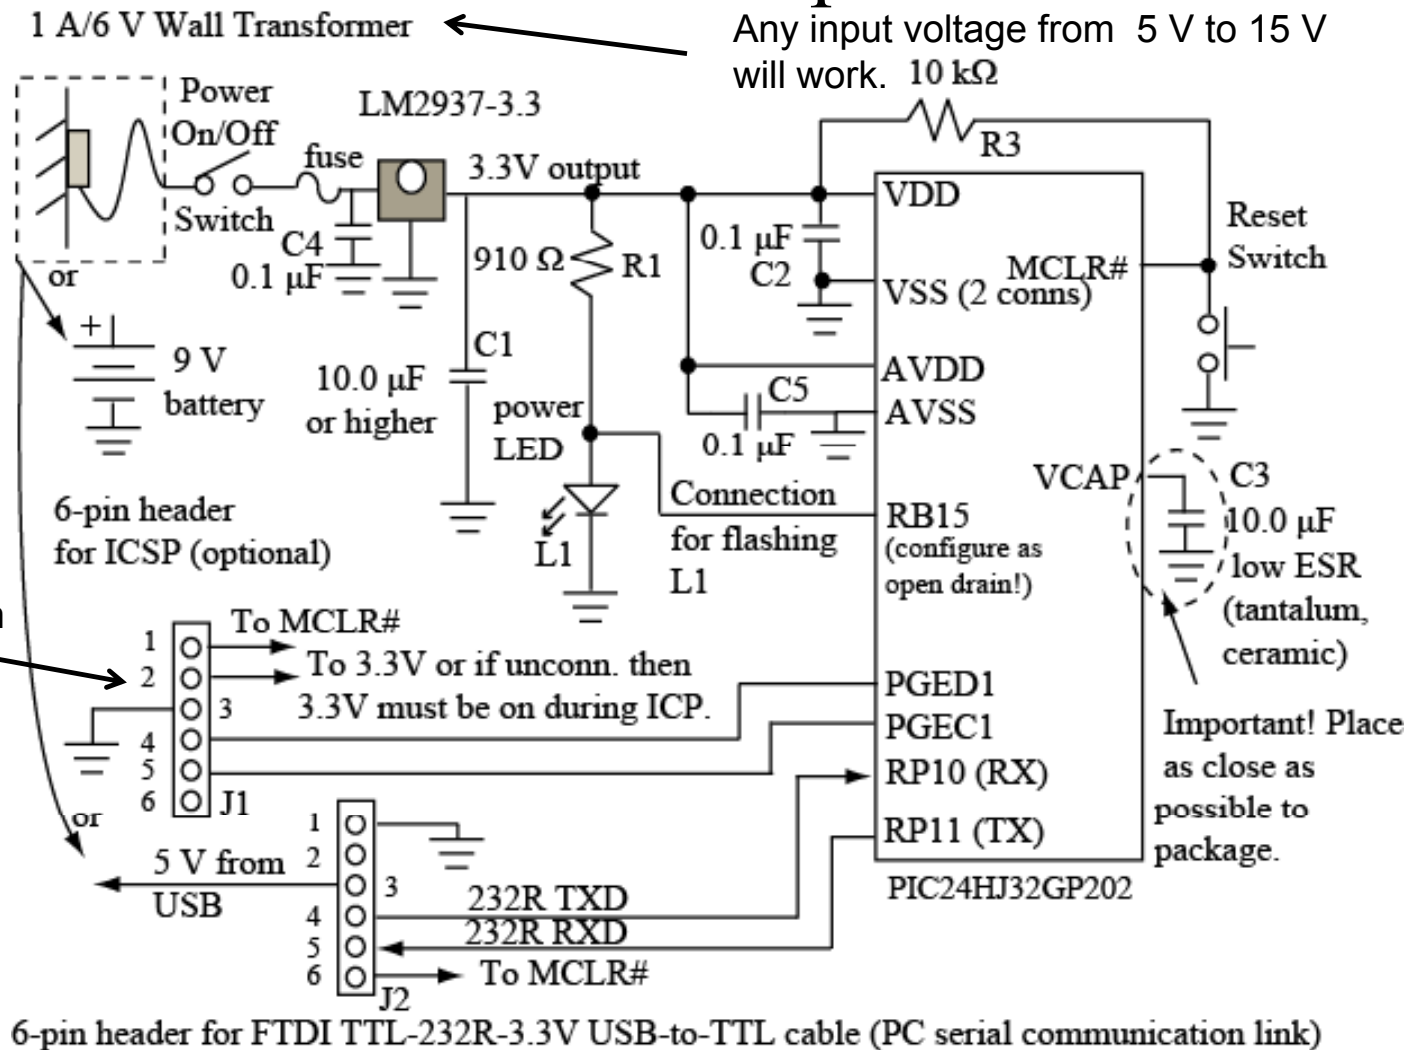 1 A/6 V Wall Transformer
Any input voltage from 5 V to 15 V
will work.
10 kΩ
R3
Power
On/Off
Switch
fuse
LM2937-3.3
3.3V output
C4
0.1 µF
or
+
9 V
battery
910 Ω
R1
C1
10.0 µF
or higher
power
LED
L1
0.1 µF
C2
C5
0.1 µF
Connection
for flashing
L1
VDD
MCLR#
VSS (2 conns)
AVDD
AVSS
VCAP
RB15
(configure as
open drain!)
PGED1
PGEC1
RP10 (RX)
RP11 (TX)
PIC24HJ32GP202
Reset
Switch
C3
10.0 µF
low ESR
(tantalum,
ceramic)
Important! Place
as close as
possible to
package.
6-pin header
for ICSP (optional)
1
2
3
4
5
6
J1
To MCLR#
To 3.3V or if unconn. then
3.3V must be on during ICP.
or
5 V from
USB
1
2
3
4
5
6
J2
232R TXD
232R RXD
To MCLR#
6-pin header for FTDI TTL-232R-3.3V USB-to-TTL cable (PC serial communication link)